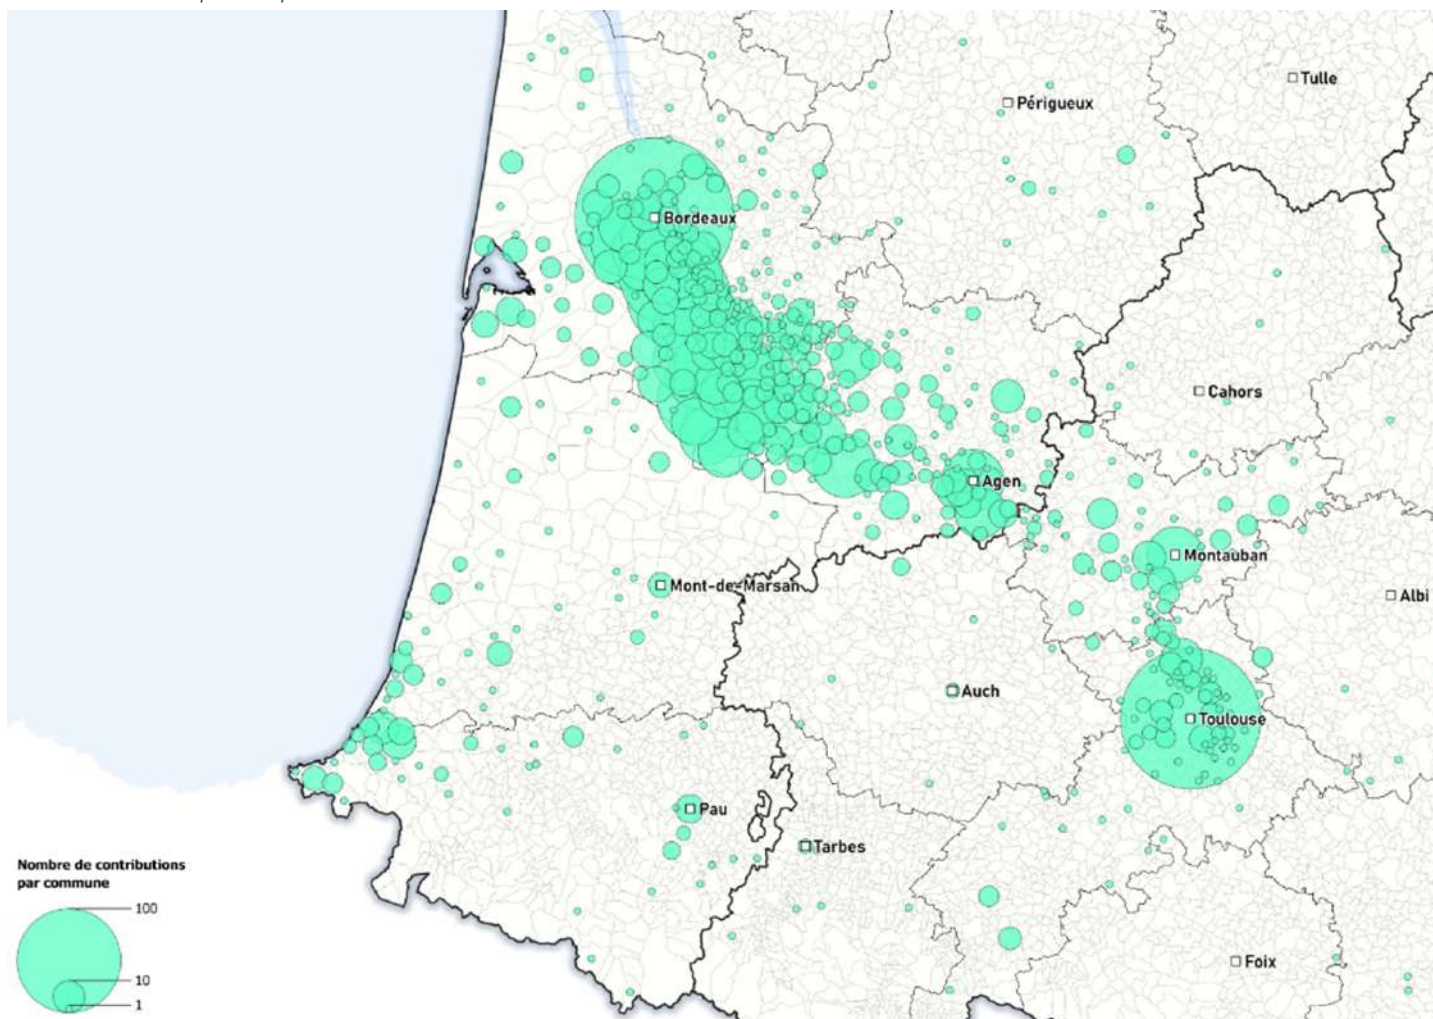 Tulle
Périgueux
Bordeaux
Cahors
Agen
Montauban
Mont-de-Marsan
Albi
Auch
Toulouse
Pau
Tarbes
Foix
Nombre de contributions
par commune
100
10
1